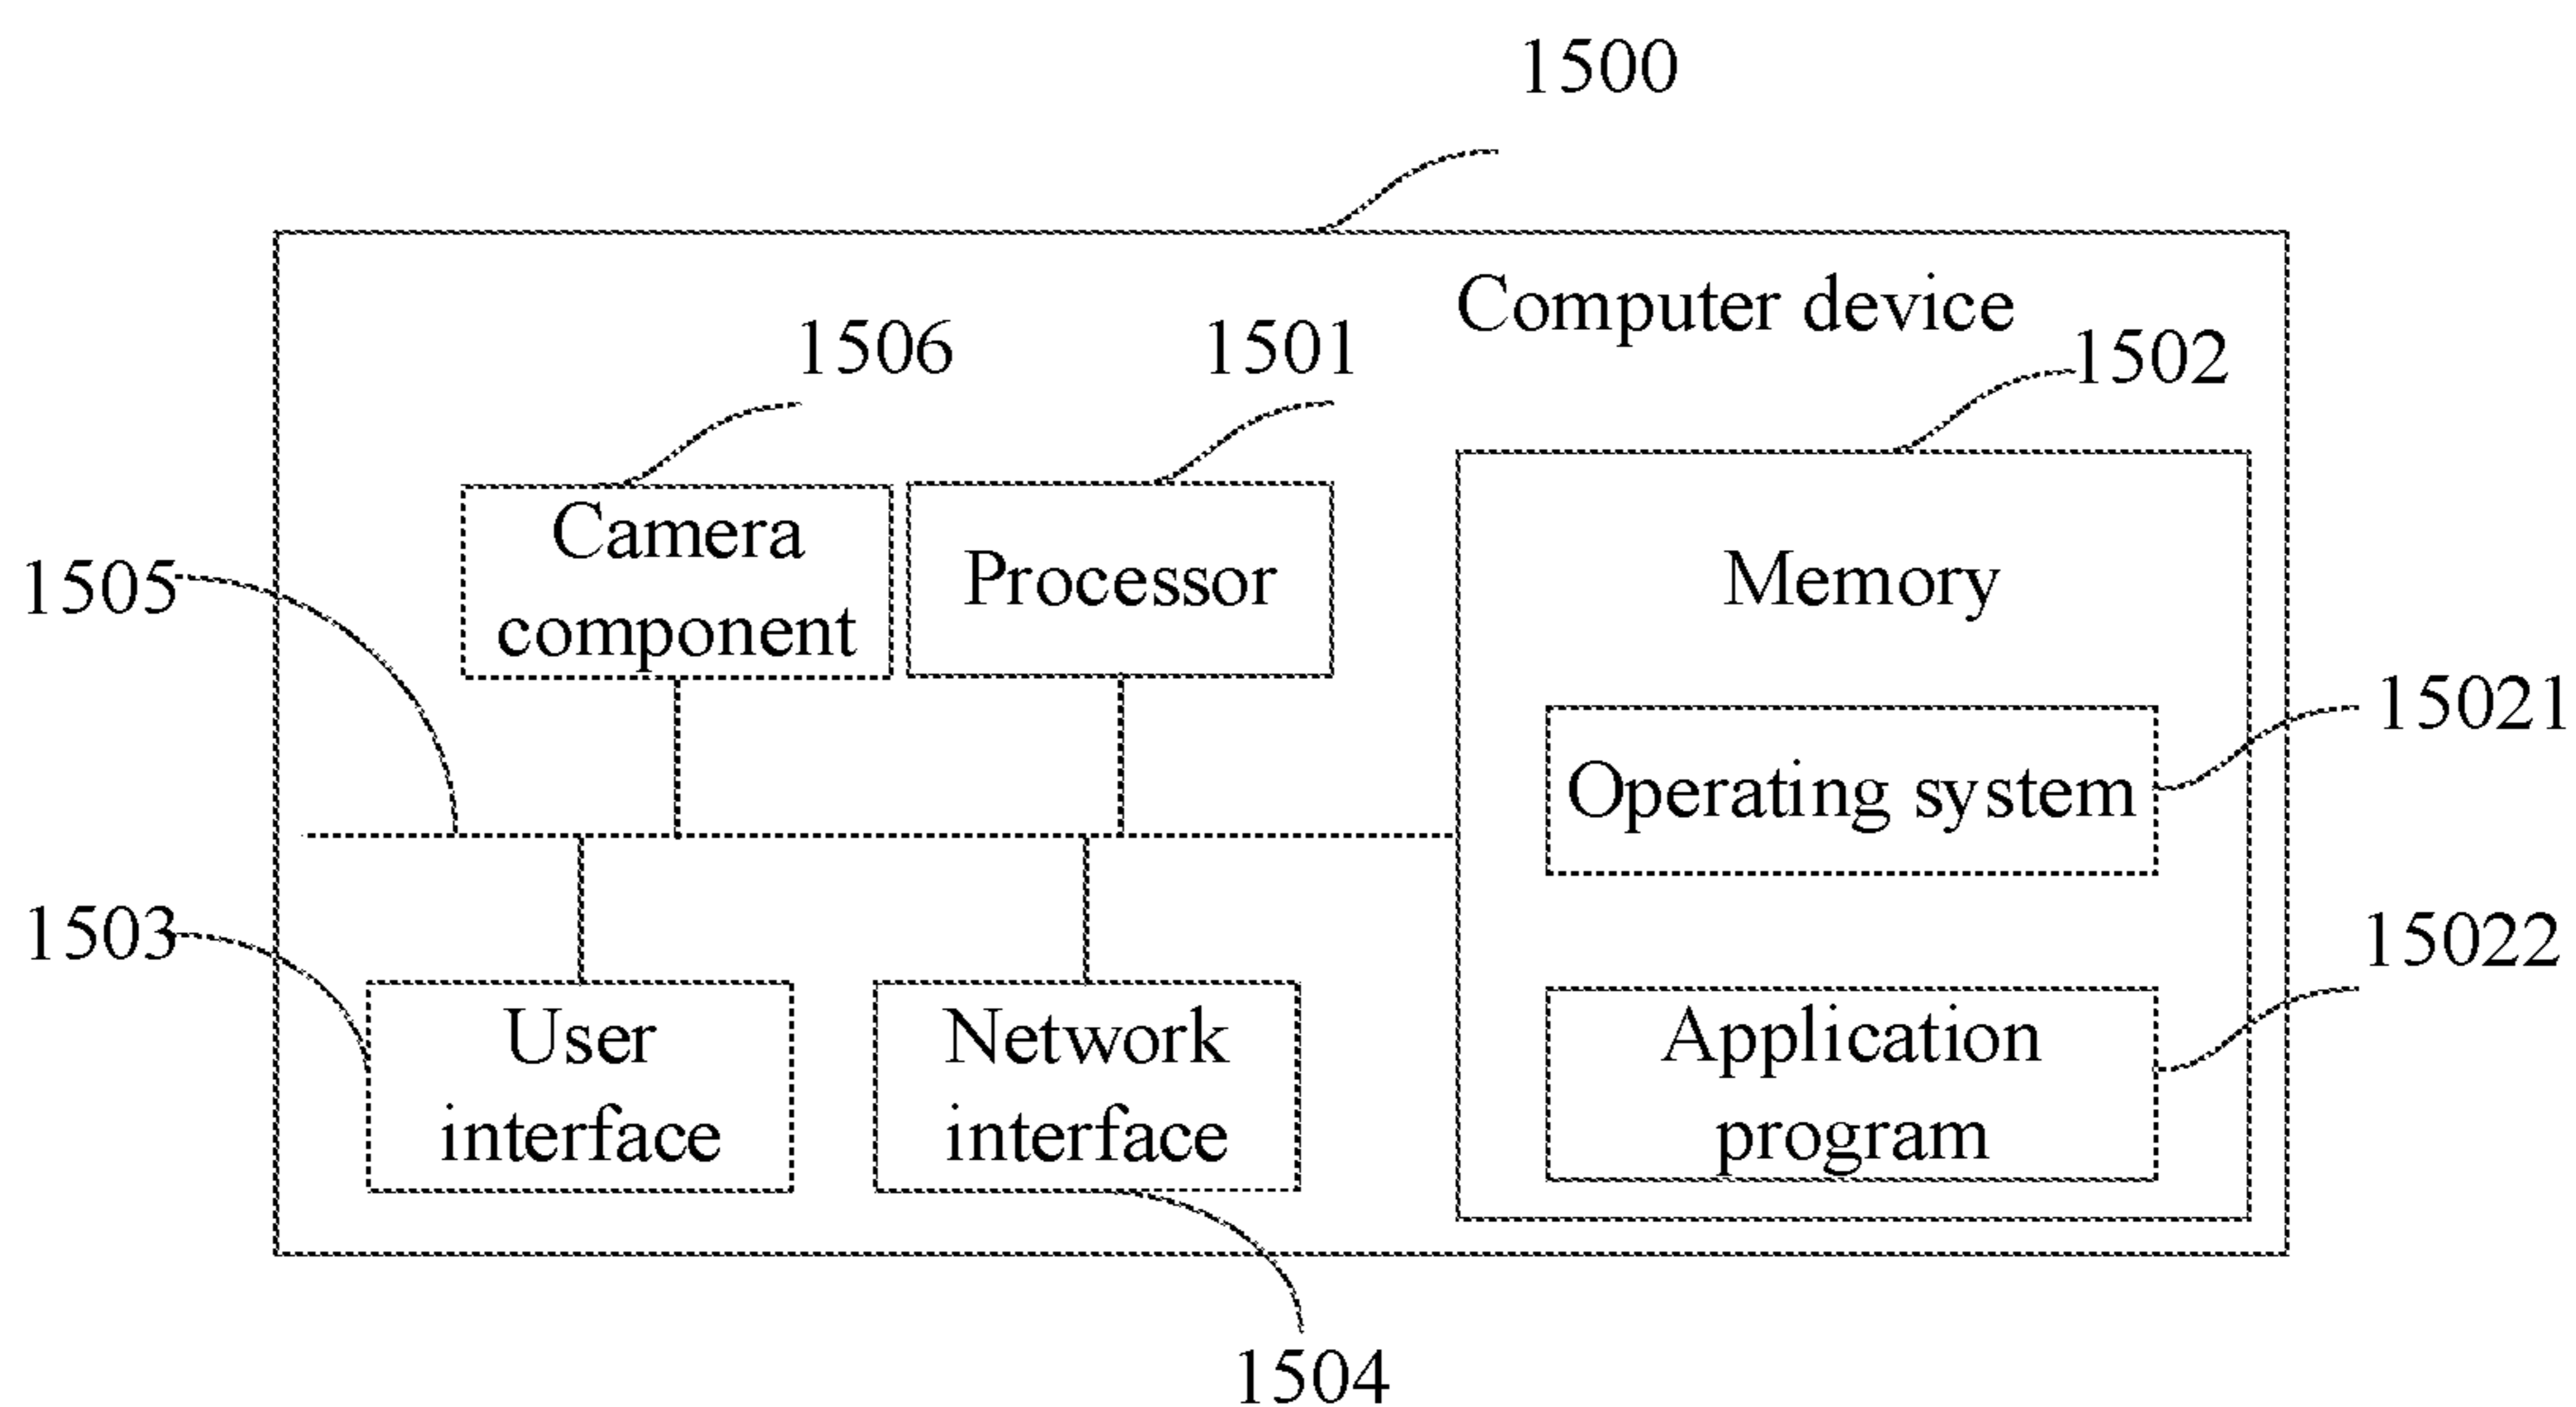 1500
Computer device
1506
1501
1502
Camera
component
Processor
Memory
1505
15021
Operating system
1503
15022
User
interface
Network
interface
Application
program
1504